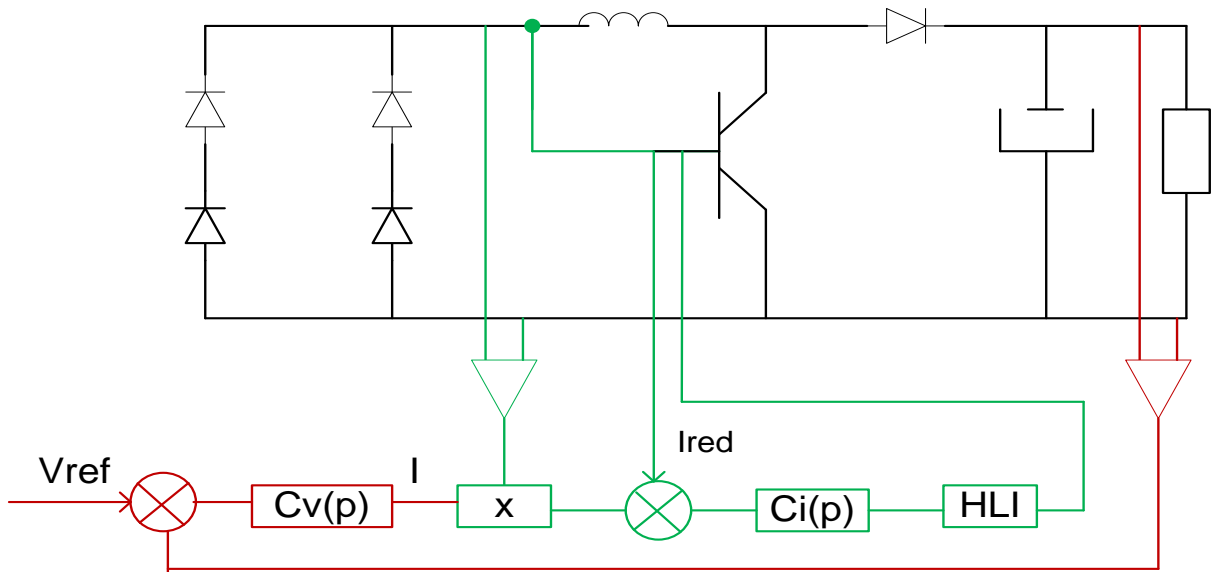 Ired
Vref
I
Cv(p)
x
Ci(p)
HLI